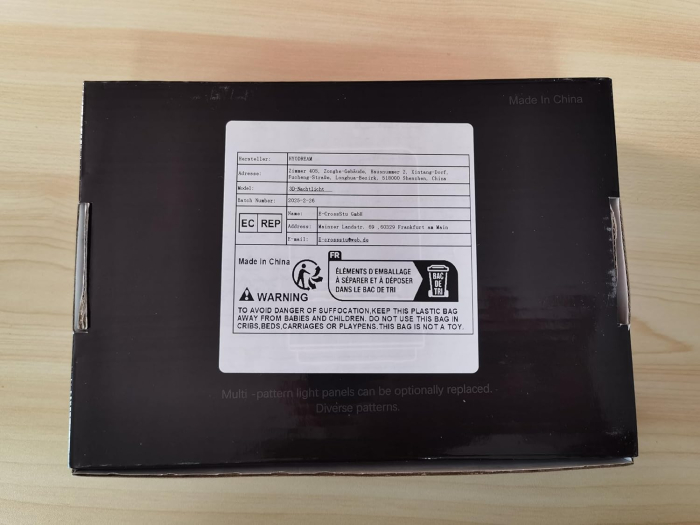 Made In China
Hersteller:
Adresse: Zimmer 405, Zonghe-Gebäude, Hausnummer 2, Xintang-Dorf,
Fucheng-Straße, Longhua-Bezirk, 518000 Shenzhen, China
Model: 3D-Nachtlicht
Batch Number: 2025-2-26
EC REP
Name: E-CrossStu GmbH
Address: Mainzer Landstr. 69 ,60329 Frankfurt am Main
E-mail: E-crossstu@web.de
Made in China
FR
ÉLÉMENTS D'EMBALLAGE
À SÉPARER ET À DÉPOSER
DANS LE BAC DE TRI
BAC
DE
TRI
WARNING
TO AVOID DANGER OF SUFFOCATION,KEEP THIS PLASTIC BAG
AWAY FROM BABIES AND CHILDREN. DO NOT USE THIS BAG IN
CRIBS,BEDS,CARRIAGES OR PLAYPENS.THIS BAG IS NOT A TOY.
Multi -pattern light panels can be optionally replaced.
Diverse patterns.